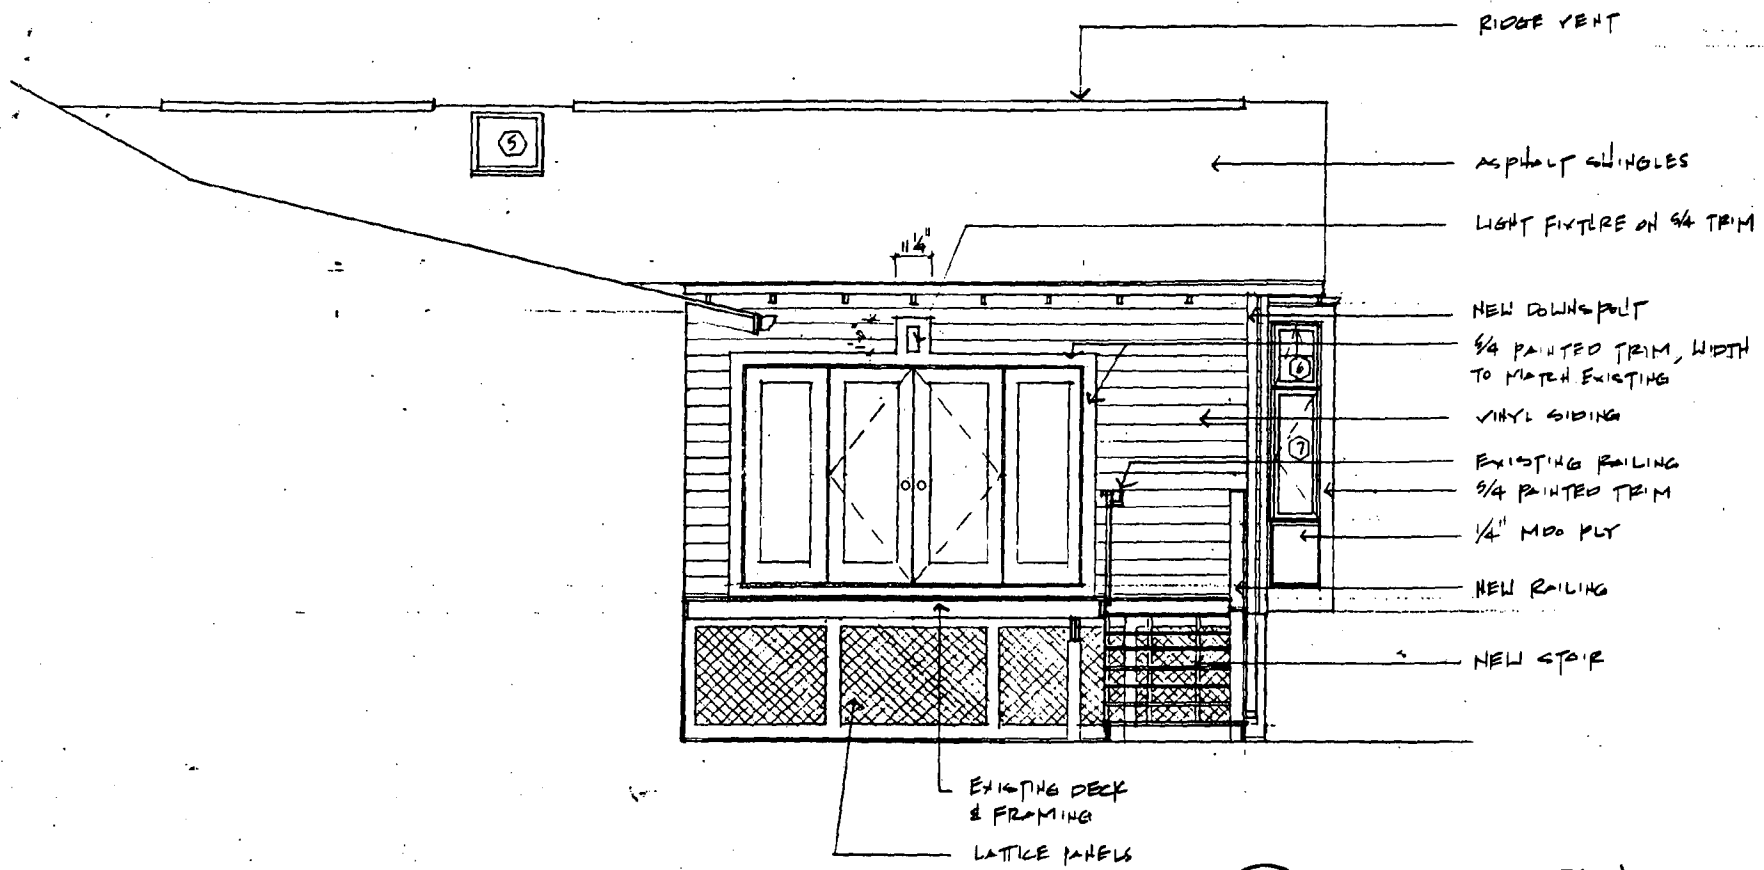 RIDGE VENT
5
ASPHALT SHINGLES
LIGHT FIXTURE ON 5/4 TRIM
11 1/4"
NEW DOWNSPOUT
5/4 PAINTED TRIM, WIDTH
TO MATCH EXISTING
6
VINYL SIDING
7
EXISTING RAILING
5/4 PAINTED TRIM
1/4" MDO PLY
NEW RAILING
NEW STAIR
EXISTING DECK
& FRAMING
LATTICE PANELS